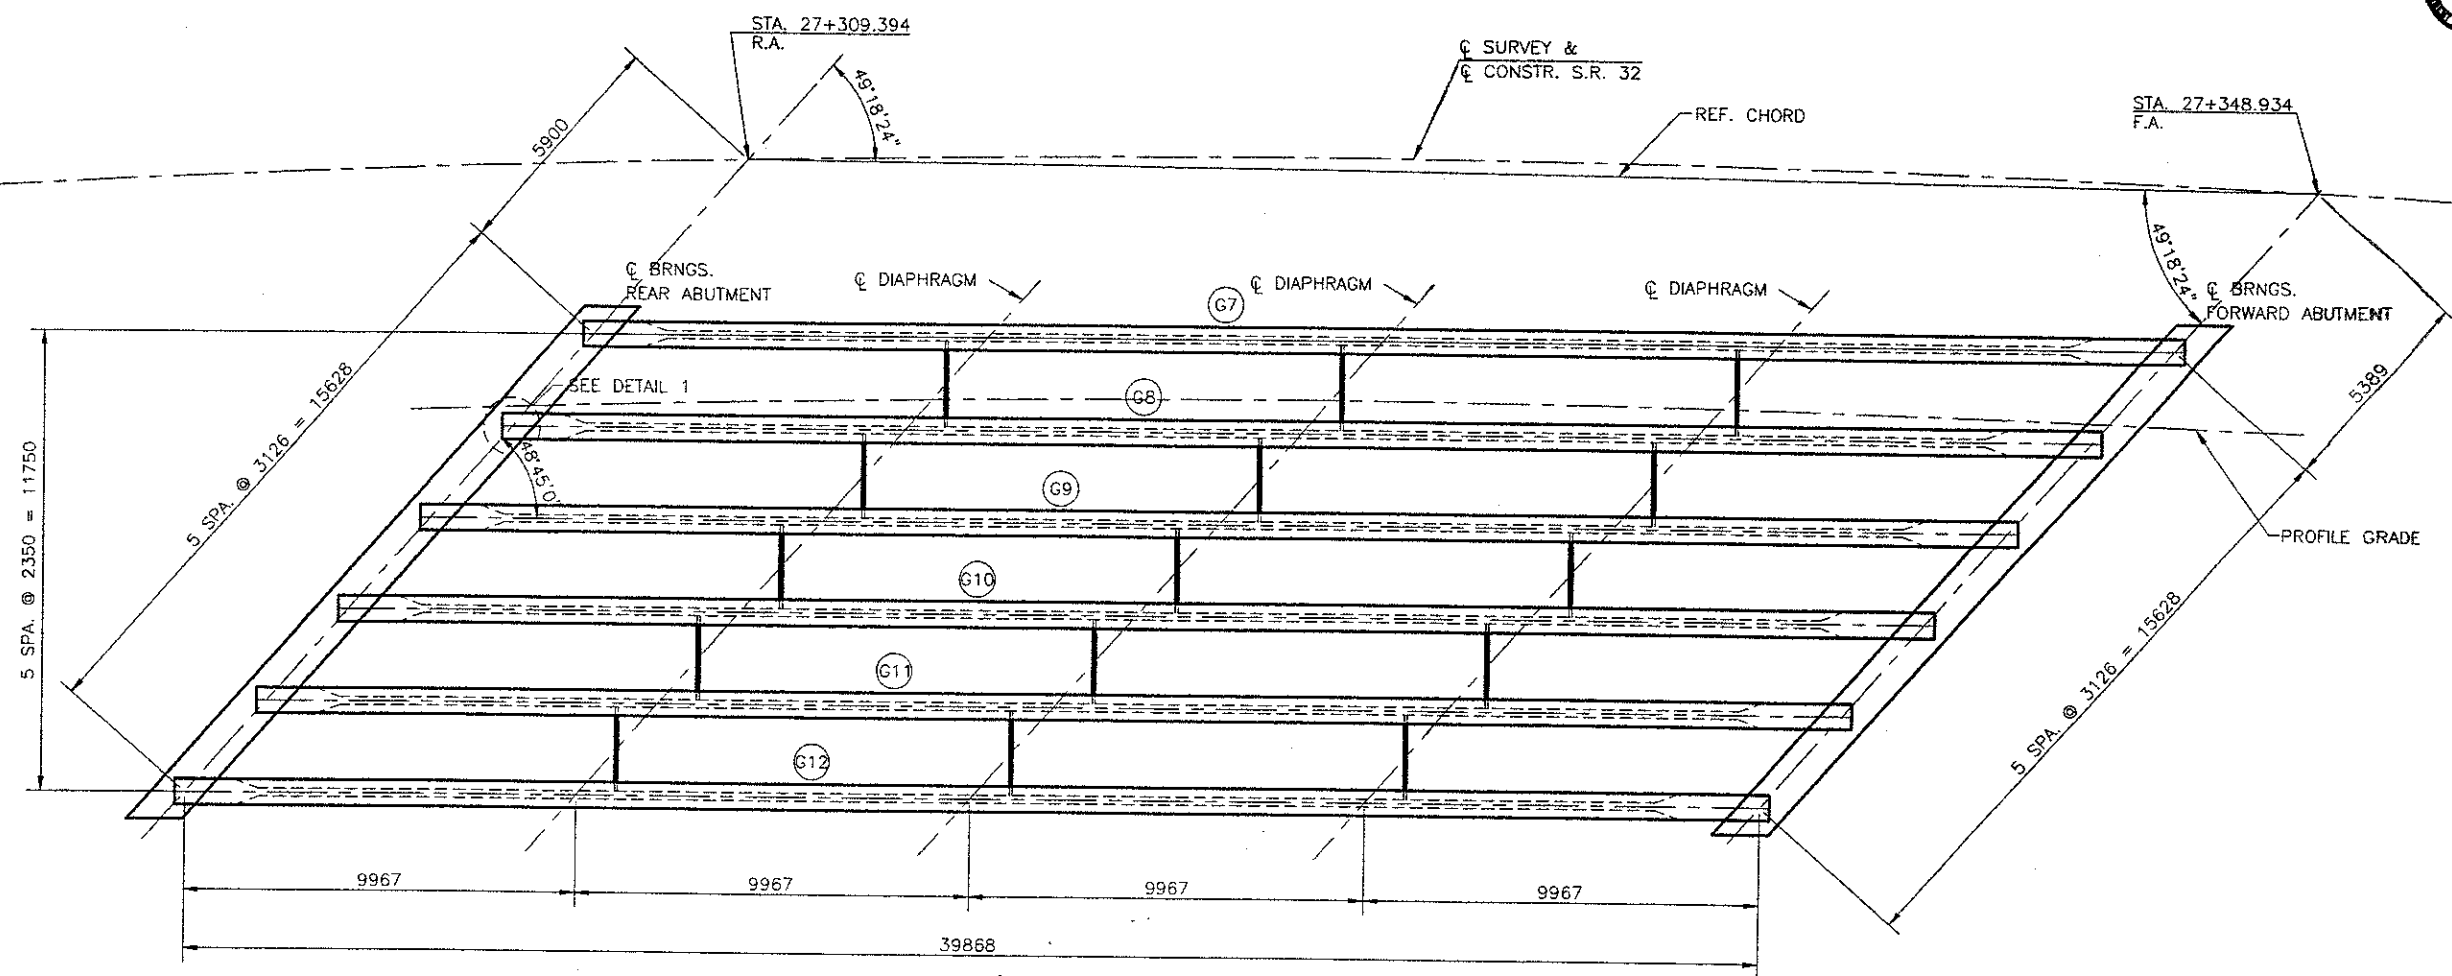 STA. 27+309.394
R.A.
℄ SURVEY &
℄ CONSTR. S.R. 32
STA. 27+348.934
F.A.
REF. CHORD
49°18'24"
5900
49°18'24"
℄ BRNGS.
REAR ABUTMENT
℄ DIAPHRAGM
℄ DIAPHRAGM
℄ DIAPHRAGM
℄ BRNGS.
FORWARD ABUTMENT
G7
SEE DETAIL 1
G8
5389
5 SPA. @ 3126 = 15628
5 SPA. @ 2350 = 11750
48°45'0"
G9
PROFILE GRADE
G10
G11
5 SPA. @ 3126 = 15628
G12
9967
9967
9967
9967
39868